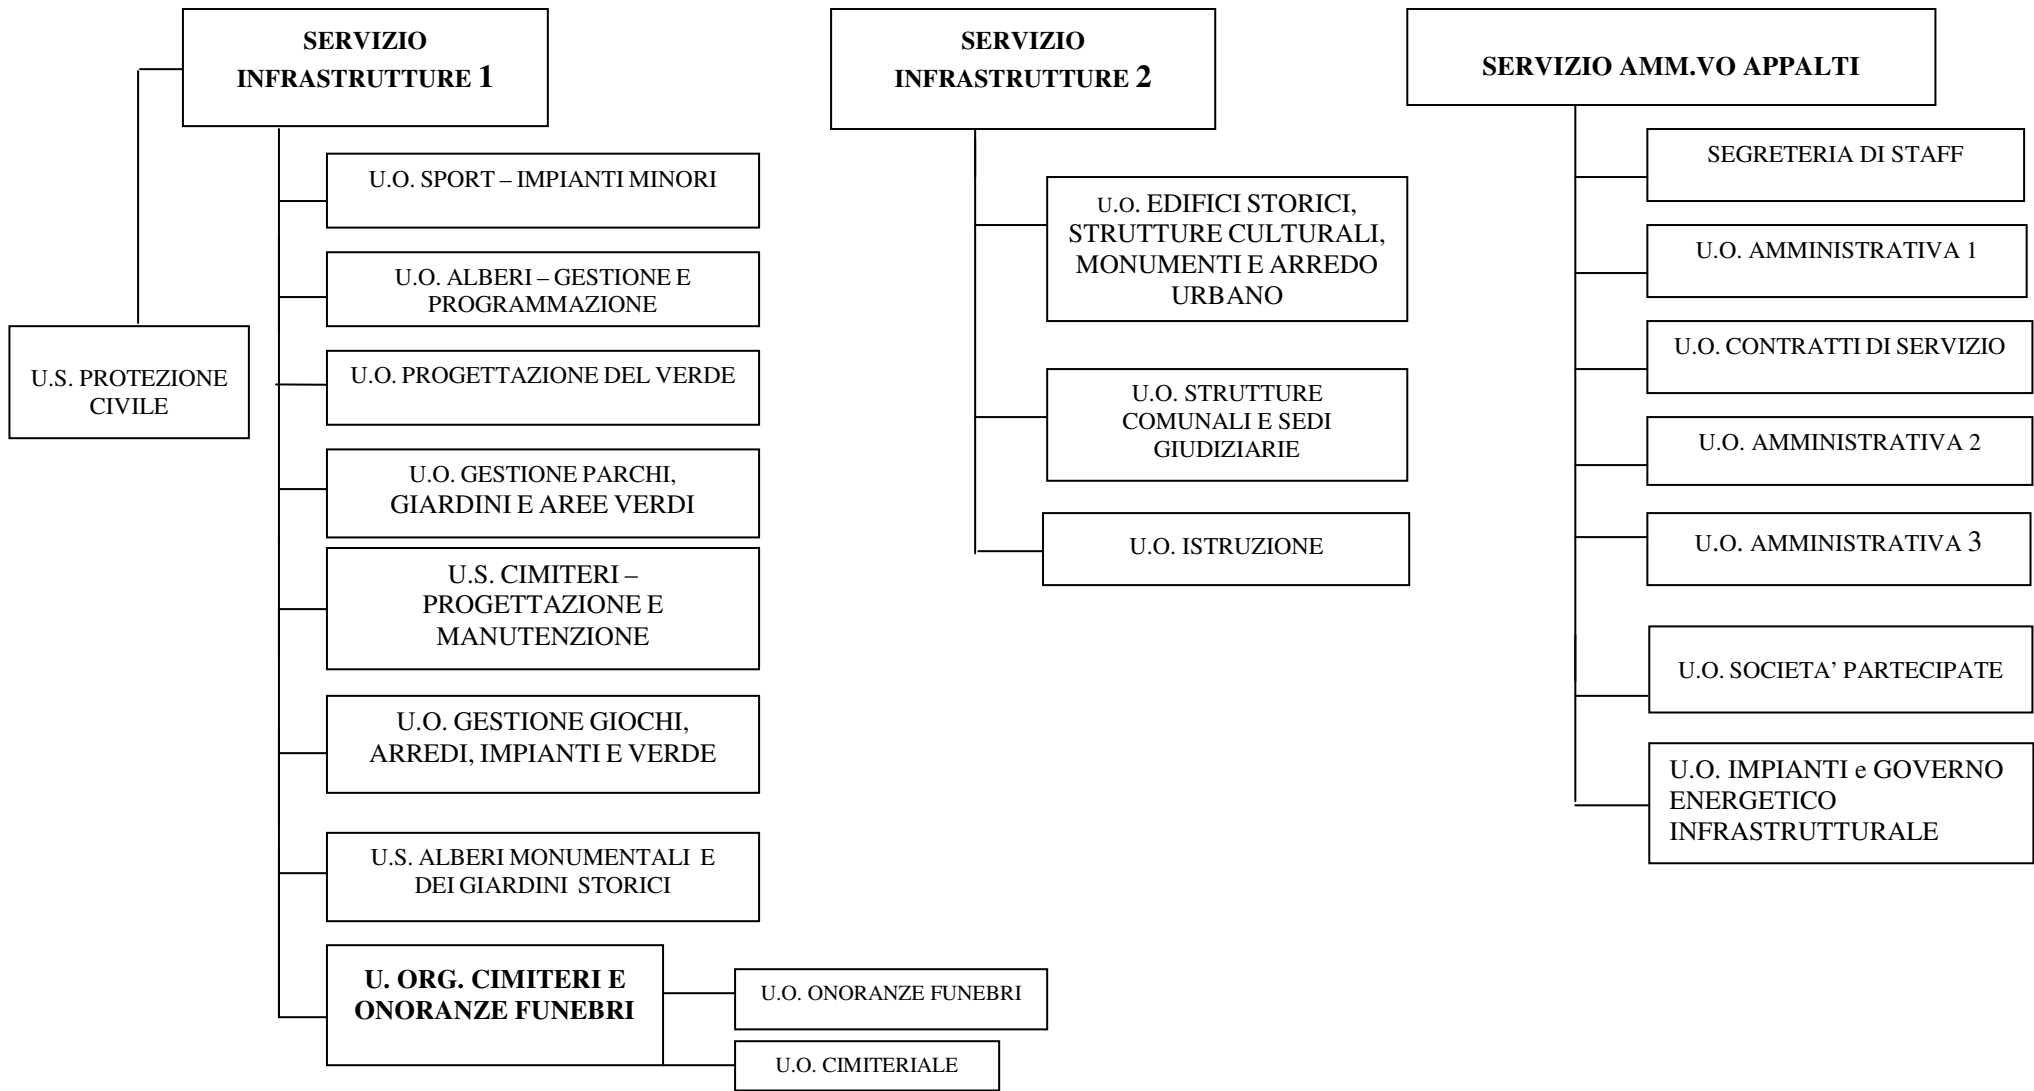 SERVIZIO
INFRASTRUTTURE 1
U.S. PROTEZIONE
CIVILE
U.O. SPORT – IMPIANTI MINORI
U.O. ALBERI – GESTIONE E
PROGRAMMAZIONE
U.O. PROGETTAZIONE DEL VERDE
U.O. GESTIONE PARCHI,
GIARDINI E AREE VERDI
U.S. CIMITERI –
PROGETTAZIONE E
MANUTENZIONE
U.O. GESTIONE GIOCHI,
ARREDI, IMPIANTI E VERDE
U.S. ALBERI MONUMENTALI E
DEI GIARDINI STORICI
U. ORG. CIMITERI E
ONORANZE FUNEBRI
U.O. ONORANZE FUNEBRI
U.O. CIMITERIALE
SERVIZIO
INFRASTRUTTURE 2
U.O. EDIFICI STORICI,
STRUTTURE CULTURALI,
MONUMENTI E ARREDO
URBANO
U.O. STRUTTURE
COMUNALI E SEDI
GIUDIZIARIE
U.O. ISTRUZIONE
SERVIZIO AMM.VO APPALTI
SEGRETERIA DI STAFF
U.O. AMMINISTRATIVA 1
U.O. CONTRATTI DI SERVIZIO
U.O. AMMINISTRATIVA 2
U.O. AMMINISTRATIVA 3
U.O. SOCIETA’ PARTECIPATE
U.O. IMPIANTI e GOVERNO
ENERGETICO
INFRASTRUTTURALE